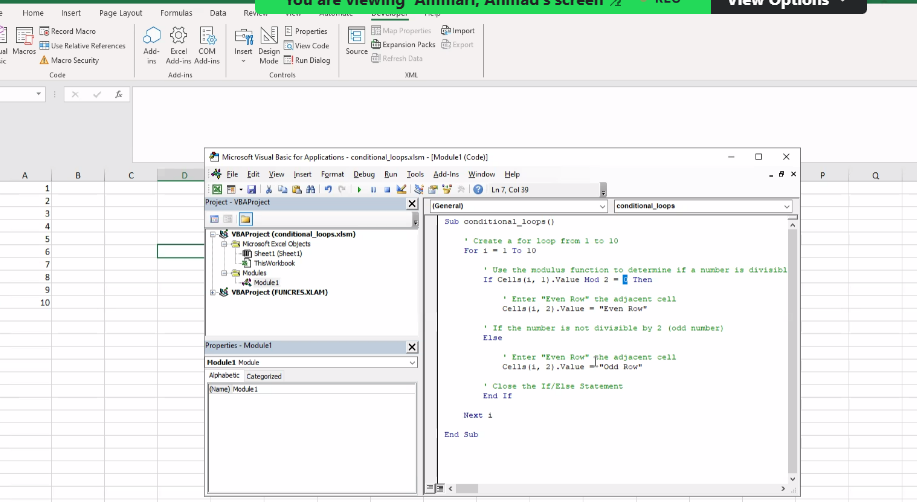 You are viewing Ammari, Ahmad's screen REC View Options
Home Insert Page Layout Formulas Data
Record Macro
Use Relative References
Macro Security
Macros
Code
Add-
ins
Excel
Add-ins
COM
Add-ins
Add-ins
Insert
Design
Mode
Properties
View Code
Run Dialog
Controls
Source
Map Properties
Expansion Packs
Refresh Data
Import
Export
XML
fx
A B C D P Q
1
2
3
4
5
6
7
8
9
10
Microsoft Visual Basic for Applications - conditional_loops.xlsm - [Module1 (Code)]
File Edit View Insert Format Debug Run Tools Add-Ins Window Help
Ln 7, Col 39
Project - VBAProject
VBAProject (conditional_loops.xlsm)
Microsoft Excel Objects
Sheet1 (Sheet1)
ThisWorkbook
Modules
Module1
VBAProject (FUNCRES.XLAM)
Properties - Module1
Module1 Module
Alphabetic Categorized
(Name) Module1
(General) conditional_loops
Sub conditional_loops()
' Create a for loop from 1 to 10
For i = 1 To 10
' Use the modulus function to determine if a number is divisibl
If Cells(i, 1).Value Mod 2 = 0 Then
' Enter "Even Row" the adjacent cell
Cells(i, 2).Value = "Even Row"
' If the number is not divisible by 2 (odd number)
Else
' Enter "Even Row" the adjacent cell
Cells(i, 2).Value = "Odd Row"
' Close the If/Else Statement
End If
Next i
End Sub